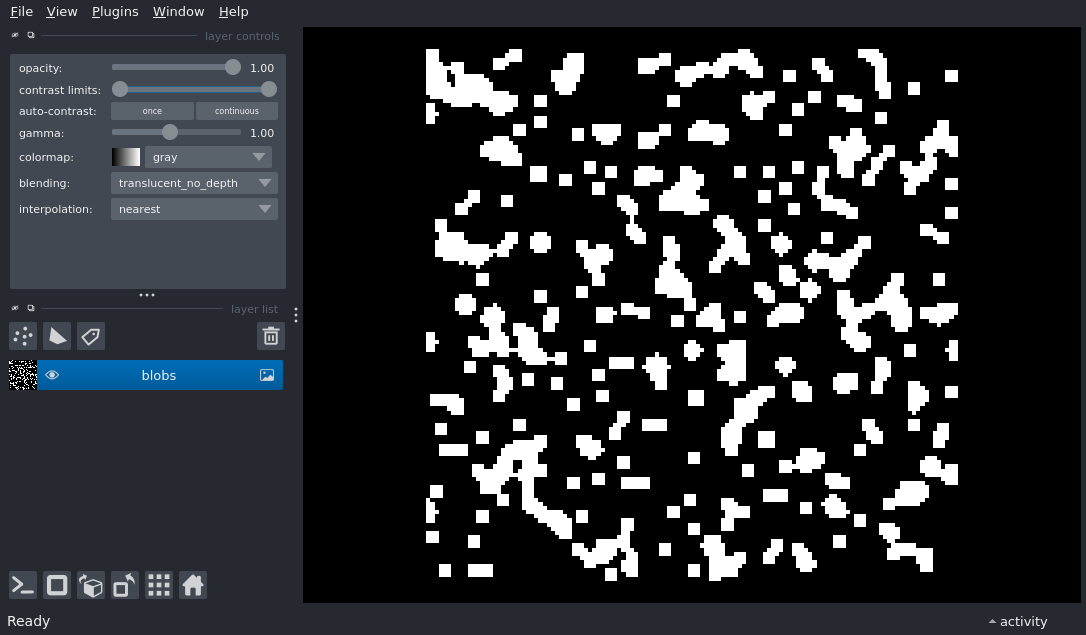 File View Plugins Window Help
layer controls
opacity: 1.00
contrast limits:
auto-contrast: once continuous
gamma: 1.00
colormap: gray
blending: translucent_no_depth
interpolation: nearest
layer list
blobs
Ready activity